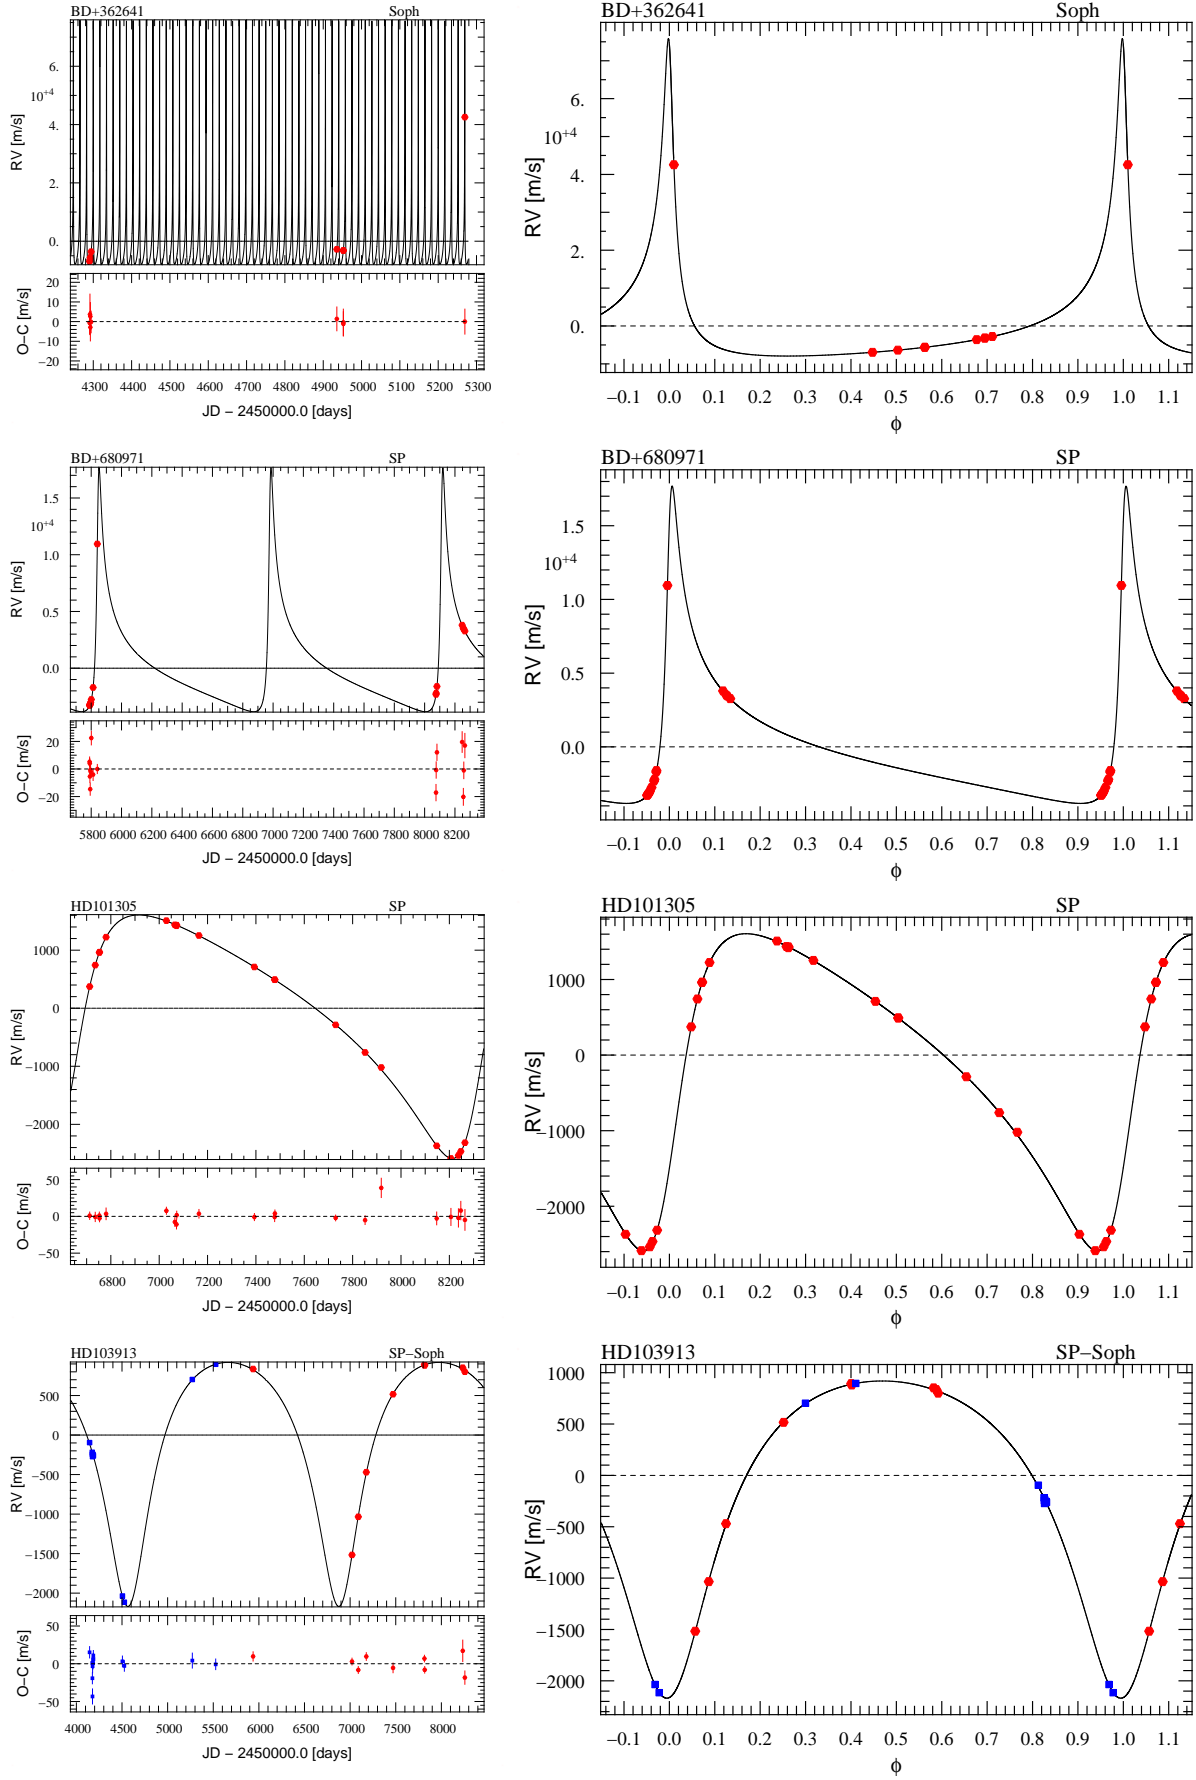 BD+362641 Soph
6.
10+4
4.
2.
0.
RV [m/s]
20
10
0
−10
−20
O−C [m/s]
4300 4400 4500 4600 4700 4800 4900 5000 5100 5200 5300
JD − 2450000.0 [days]
BD+362641 Soph
6.
10+4
4.
2.
0.
RV [m/s]
−0.1 0.0 0.1 0.2 0.3 0.4 0.5 0.6 0.7 0.8 0.9 1.0 1.1
ϕ
BD+680971 SP
1.5
10+4
1.0
0.5
0.0
RV [m/s]
20
0
−20
O−C [m/s]
5800 6000 6200 6400 6600 6800 7000 7200 7400 7600 7800 8000 8200
JD − 2450000.0 [days]
BD+680971 SP
1.5
10+4
1.0
0.5
0.0
RV [m/s]
−0.1 0.0 0.1 0.2 0.3 0.4 0.5 0.6 0.7 0.8 0.9 1.0 1.1
ϕ
HD101305 SP
1000
0
−1000
−2000
RV [m/s]
50
0
−50
O−C [m/s]
6800 7000 7200 7400 7600 7800 8000 8200
JD − 2450000.0 [days]
HD101305 SP
1000
0
−1000
−2000
RV [m/s]
−0.1 0.0 0.1 0.2 0.3 0.4 0.5 0.6 0.7 0.8 0.9 1.0 1.1
ϕ
HD103913 SP−Soph
500
0
−500
−1000
−1500
−2000
RV [m/s]
50
0
−50
O−C [m/s]
4000 4500 5000 5500 6000 6500 7000 7500 8000
JD − 2450000.0 [days]
HD103913 SP−Soph
1000
500
0
−500
−1000
−1500
−2000
RV [m/s]
−0.1 0.0 0.1 0.2 0.3 0.4 0.5 0.6 0.7 0.8 0.9 1.0 1.1
ϕ